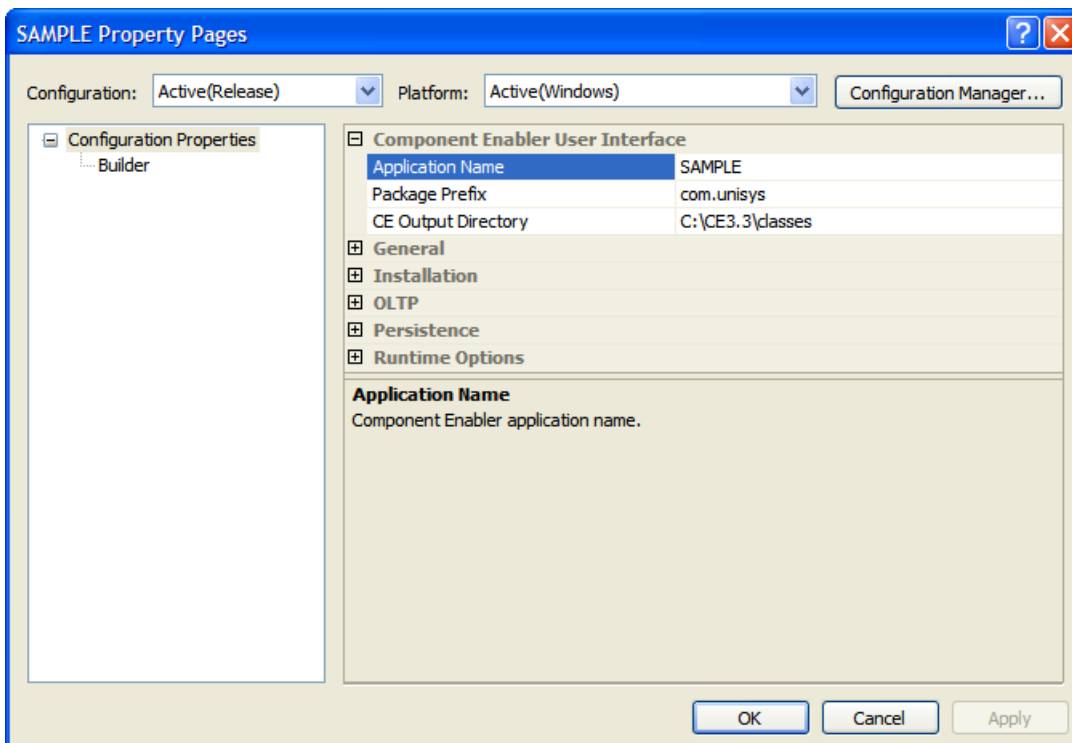 SAMPLE Property Pages
Configuration: Active(Release) Platform: Active(Windows) Configuration Manager...
Configuration Properties
Builder
Component Enabler User Interface
Application Name SAMPLE
Package Prefix com.unisys
CE Output Directory C:\CE3.3\classes
General
Installation
OLTP
Persistence
Runtime Options
Application Name
Component Enabler application name.
OK Cancel Apply